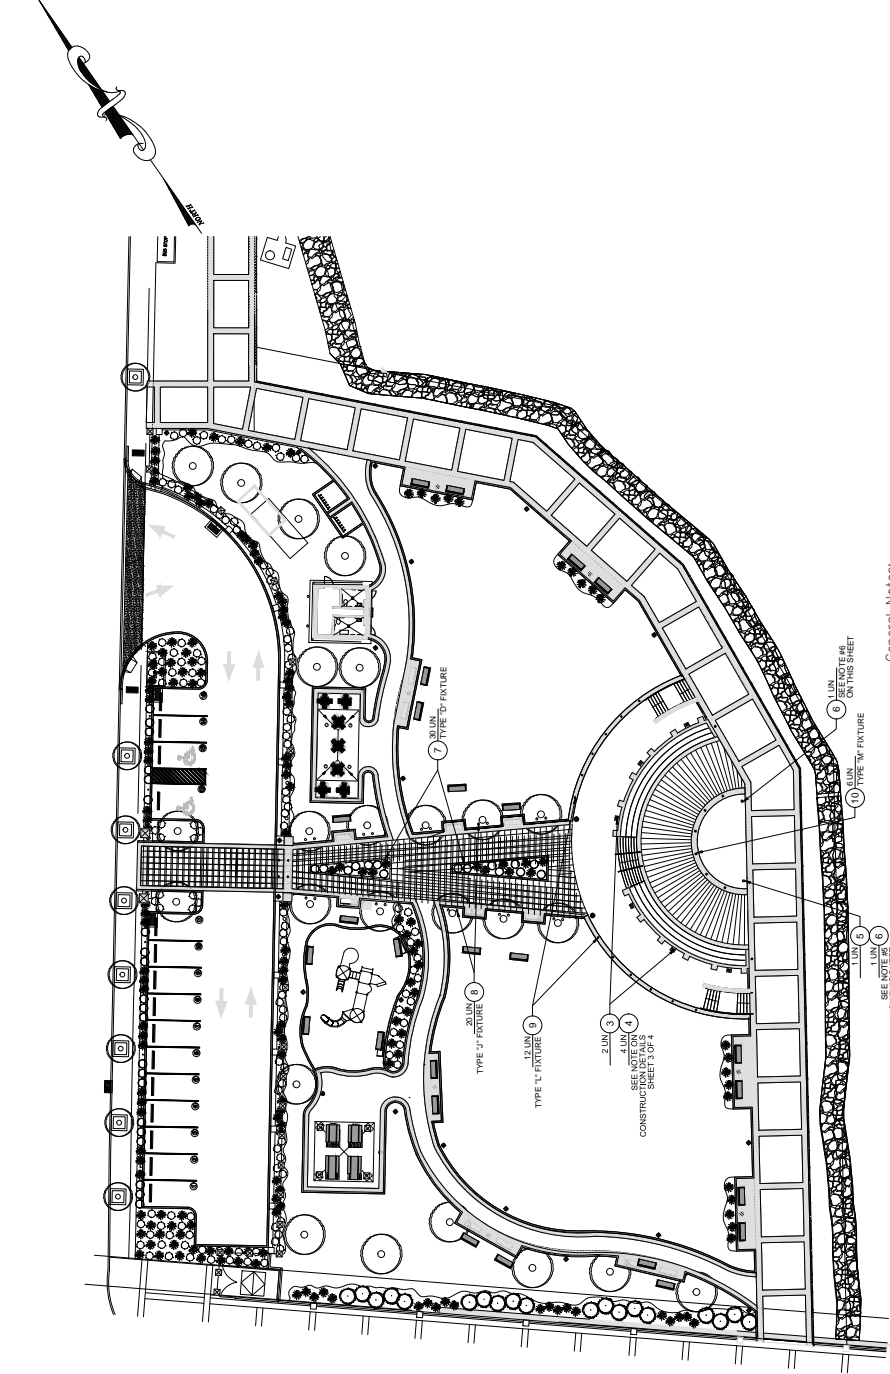 NORTH
BUS STOP
General Notes:
1 UN
6
SEE NOTE #6
ON THIS SHEET
6 UN
10
TYPE "M" FIXTURE
30 UN
7
TYPE "D" FIXTURE
20 UN
8
TYPE "J" FIXTURE
12 UN
9
TYPE "L" FIXTURE
2 UN
3
4 UN
4
SEE NOTE ON
CONSTRUCTION DETAILS
SHEET 3 OF 4
1 UN
5
1 UN
6
SEE NOTE #5